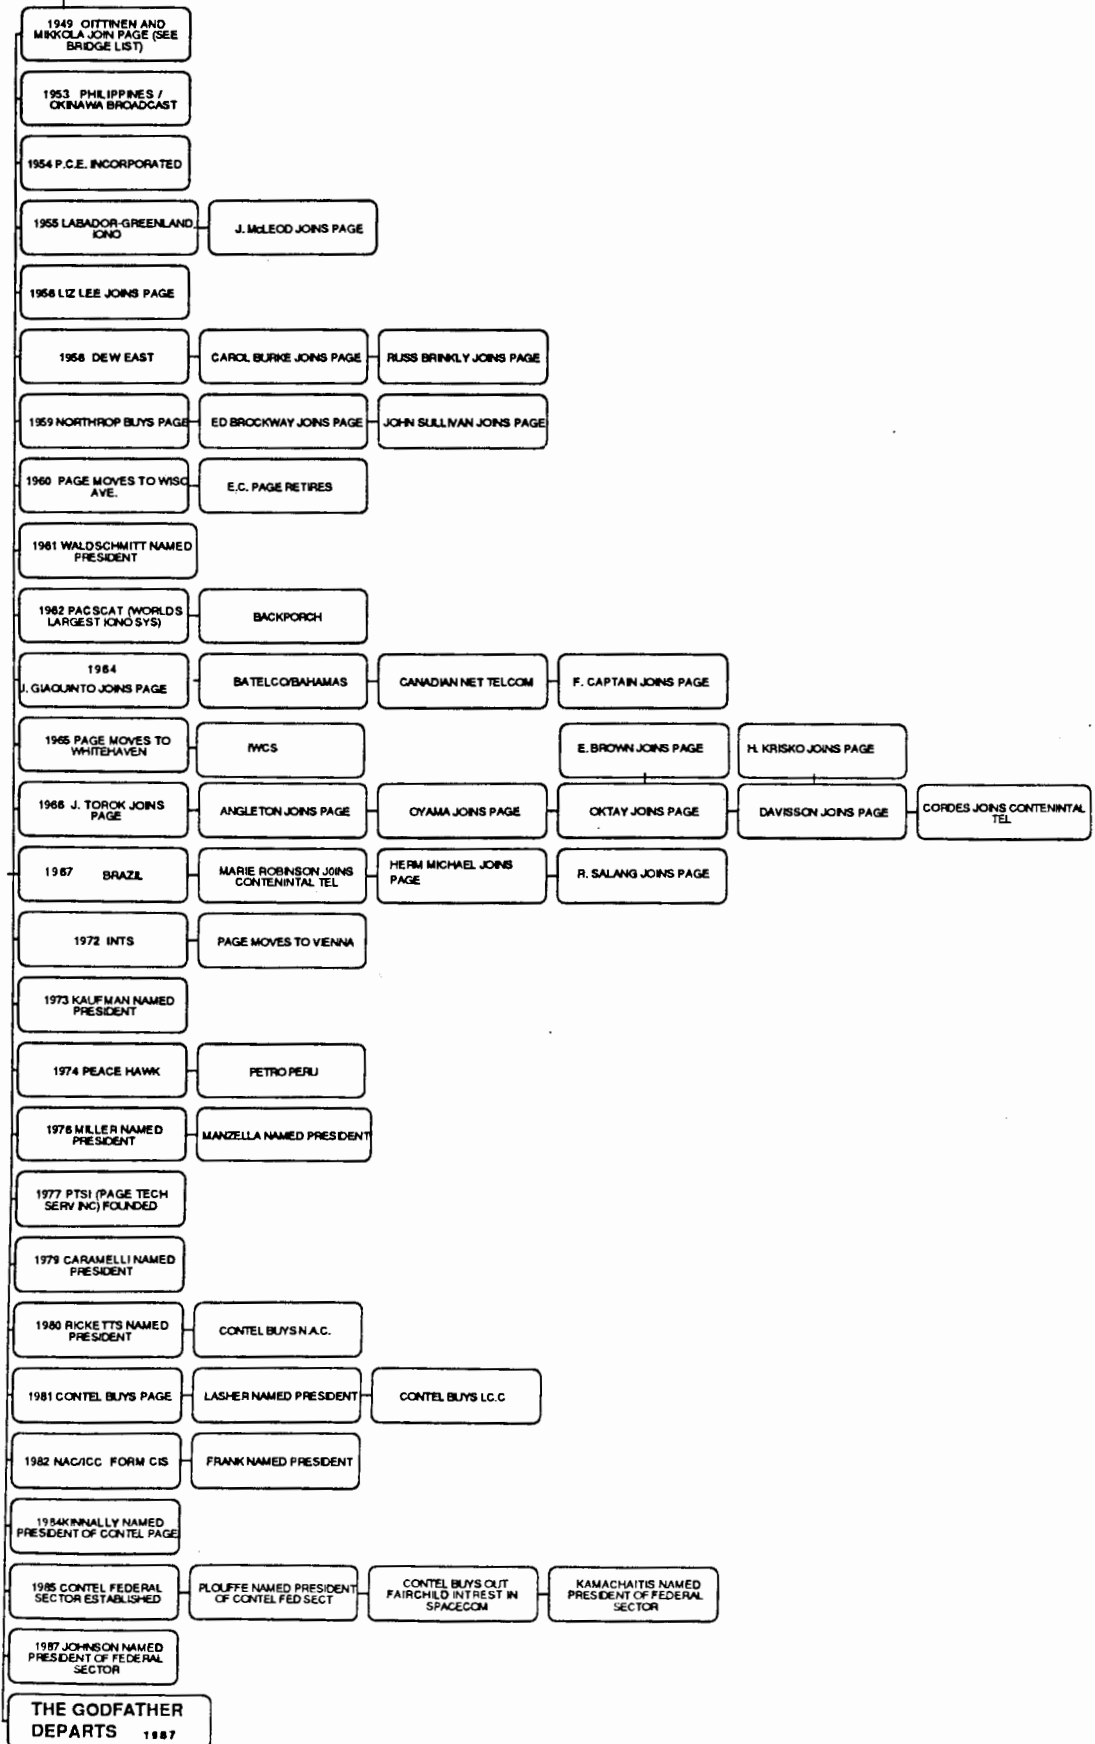 1949 OITTINEN AND
MIKKOLA JOIN PAGE (SEE
BRIDGE LIST)
1953 PHILIPPINES /
OKINAWA BROADCAST
1954 P.C.E. INCORPORATED
1955 LABADOR-GREENLAND
IONO
J. McLEOD JOINS PAGE
1956 LIZ LEE JOINS PAGE
1958 DEW EAST
CAROL BURKE JOINS PAGE
RUSS BRINKLY JOINS PAGE
1959 NORTHROP BUYS PAGE
ED BROCKWAY JOINS PAGE
JOHN SULLIVAN JOINS PAGE
1960 PAGE MOVES TO WISC
AVE.
E.C. PAGE RETIRES
1961 WALDSCHMITT NAMED
PRESIDENT
1962 PACSCAT (WORLDS
LARGEST IONO SYS)
BACKPORCH
1964
J. GIAQUINTO JOINS PAGE
BATELCO/BAHAMAS
CANADIAN NET TELCOM
F. CAPTAIN JOINS PAGE
1965 PAGE MOVES TO
WHITEHAVEN
IWCS
E. BROWN JOINS PAGE
H. KRISKO JOINS PAGE
1966 J. TOROK JOINS
PAGE
ANGLETON JOINS PAGE
OYAMA JOINS PAGE
OKTAY JOINS PAGE
DAVISSON JOINS PAGE
CORDES JOINS CONTENINTAL
TEL
1967 BRAZIL
MARIE ROBINSON JOINS
CONTENINTAL TEL
HERM MICHAEL JOINS
PAGE
R. SALANG JOINS PAGE
1972 INTS
PAGE MOVES TO VIENNA
1973 KAUFMAN NAMED
PRESIDENT
1974 PEACE HAWK
PETRO PERU
1976 MILLER NAMED
PRESIDENT
MANZELLA NAMED PRESIDENT
1977 PTSI (PAGE TECH
SERV INC) FOUNDED
1979 CARAMELLI NAMED
PRESIDENT
1980 RICKETTS NAMED
PRESIDENT
CONTEL BUYS N.A.C.
1981 CONTEL BUYS PAGE
LASHER NAMED PRESIDENT
CONTEL BUYS I.C.C
1982 NAC/ICC FORM CIS
FRANK NAMED PRESIDENT
1984KINNALLY NAMED
PRESIDENT OF CONTEL PAGE
1985 CONTEL FEDERAL
SECTOR ESTABLISHED
PLOUFFE NAMED PRESIDENT
OF CONTEL FED SECT
CONTEL BUYS OUT
FAIRCHILD INTREST IN
SPACECOM
KAMACHAITIS NAMED
PRESIDENT OF FEDERAL
SECTOR
1987 JOHNSON NAMED
PRESIDENT OF FEDERAL
SECTOR
THE GODFATHER
DEPARTS 1987